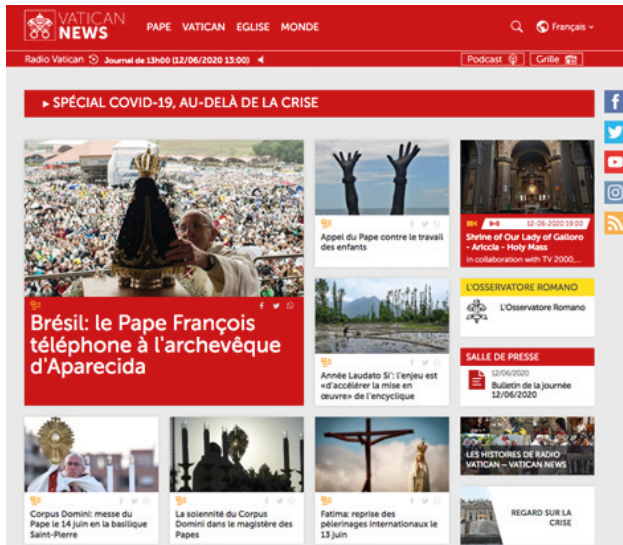 VATICAN
NEWS
PAPE VATICAN EGLISE MONDE
Français
Radio Vatican Journal de 13h00 (12/06/2020 13:00)
Podcast Grille
▸ SPÉCIAL COVID-19, AU-DELÀ DE LA CRISE
Brésil: le Pape François
téléphone à l'archevêque
d'Aparecida
Appel du Pape contre le travail
des enfants
12-06-2020 19:00
Shrine of Our Lady of Galloro
- Ariccia - Holy Mass
In collaboration with TV 2000,...
L'OSSERVATORE ROMANO
L'Osservatore Romano
Année Laudato Si': l'enjeu est
«d'accélérer la mise en
œuvre» de l'encyclique
SALLE DE PRESSE
12/06/2020
Bulletin de la journée
12/06/2020
LES HISTOIRES DE RADIO
VATICAN – VATICAN NEWS
Corpus Domini: messe du
Pape le 14 juin en la basilique
Saint-Pierre
La solennité du Corpus
Domini dans le magistère des
Papes
Fatima: reprise des
pèlerinages internationaux le
13 juin
REGARD SUR LA
CRISE